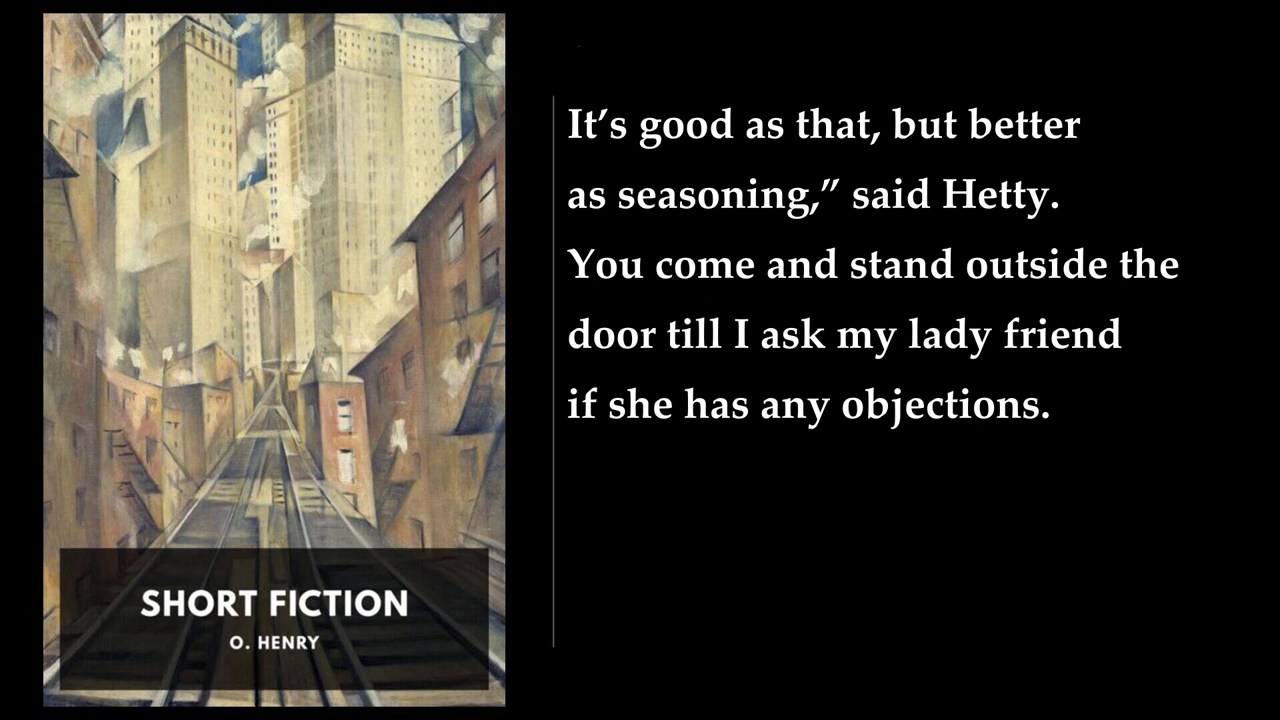 It’s good as that, but better
as seasoning,” said Hetty.
You come and stand outside the
door till I ask my lady friend
if she has any objections.
SHORT FICTION
O. HENRY